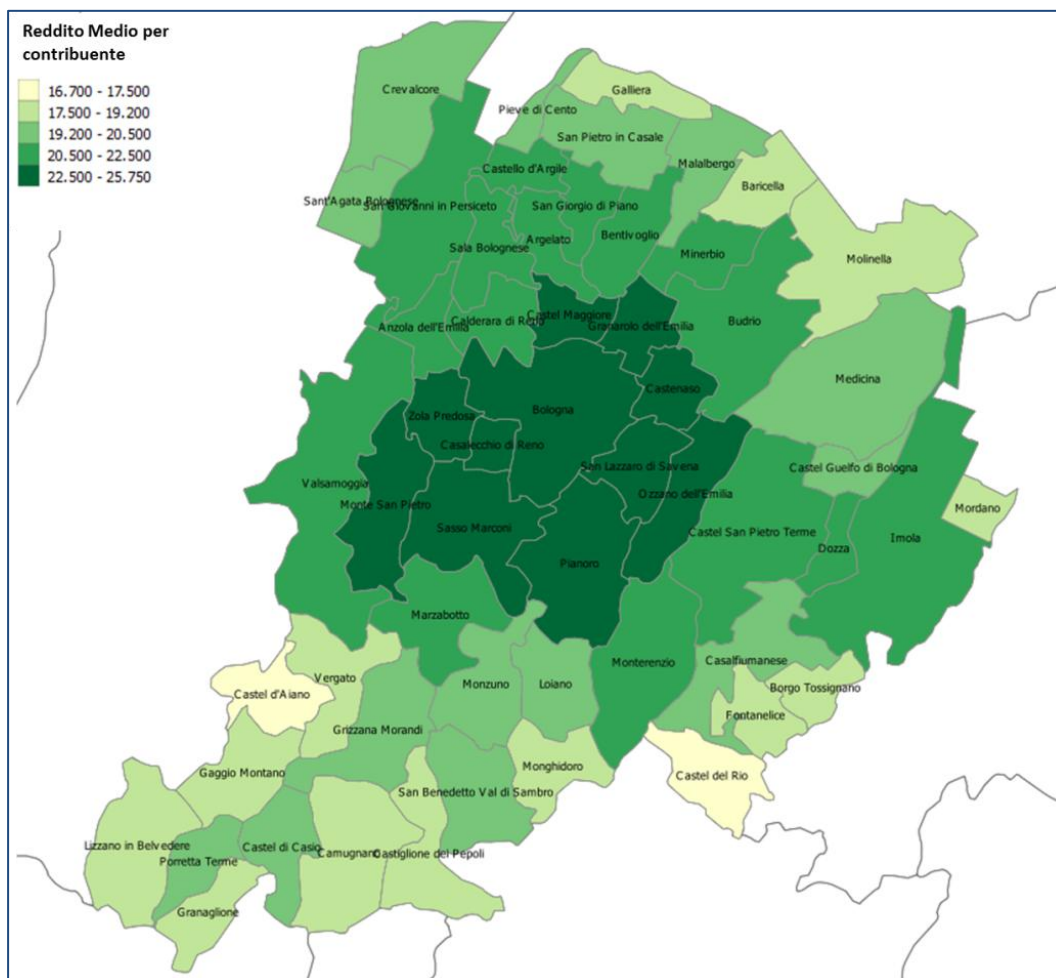 Reddito Medio per
contribuente
16.700 - 17.500
17.500 - 19.200
19.200 - 20.500
20.500 - 22.500
22.500 - 25.750
Crevalcore
Galliera
Pieve di Cento
San Pietro in Casale
Malalbergo
Castello d'Argile
Baricella
Sant'Agata Bolognese
San Giovanni in Persiceto
San Giorgio di Piano
Bentivoglio
Argelato
Sala Bolognese
Minerbio
Molinella
Castel Maggiore
Calderara di Reno
Granarolo dell'Emilia
Anzola dell'Emilia
Budrio
Medicina
Castenaso
Bologna
Zola Predosa
Casalecchio di Reno
San Lazzaro di Savena
Castel Guelfo di Bologna
Valsamoggia
Ozzano dell'Emilia
Monte San Pietro
Mordano
Sasso Marconi
Castel San Pietro Terme
Imola
Dozza
Pianoro
Marzabotto
Monterenzio
Casalfiumanese
Vergato
Loiano
Monzuno
Borgo Tossignano
Castel d'Aiano
Fontanelice
Grizzana Morandi
Monghidoro
Gaggio Montano
Castel del Rio
San Benedetto Val di Sambro
Lizzano in Belvedere
Castel di Casio
Camugnano
Castiglione dei Pepoli
Porretta Terme
Granaglione